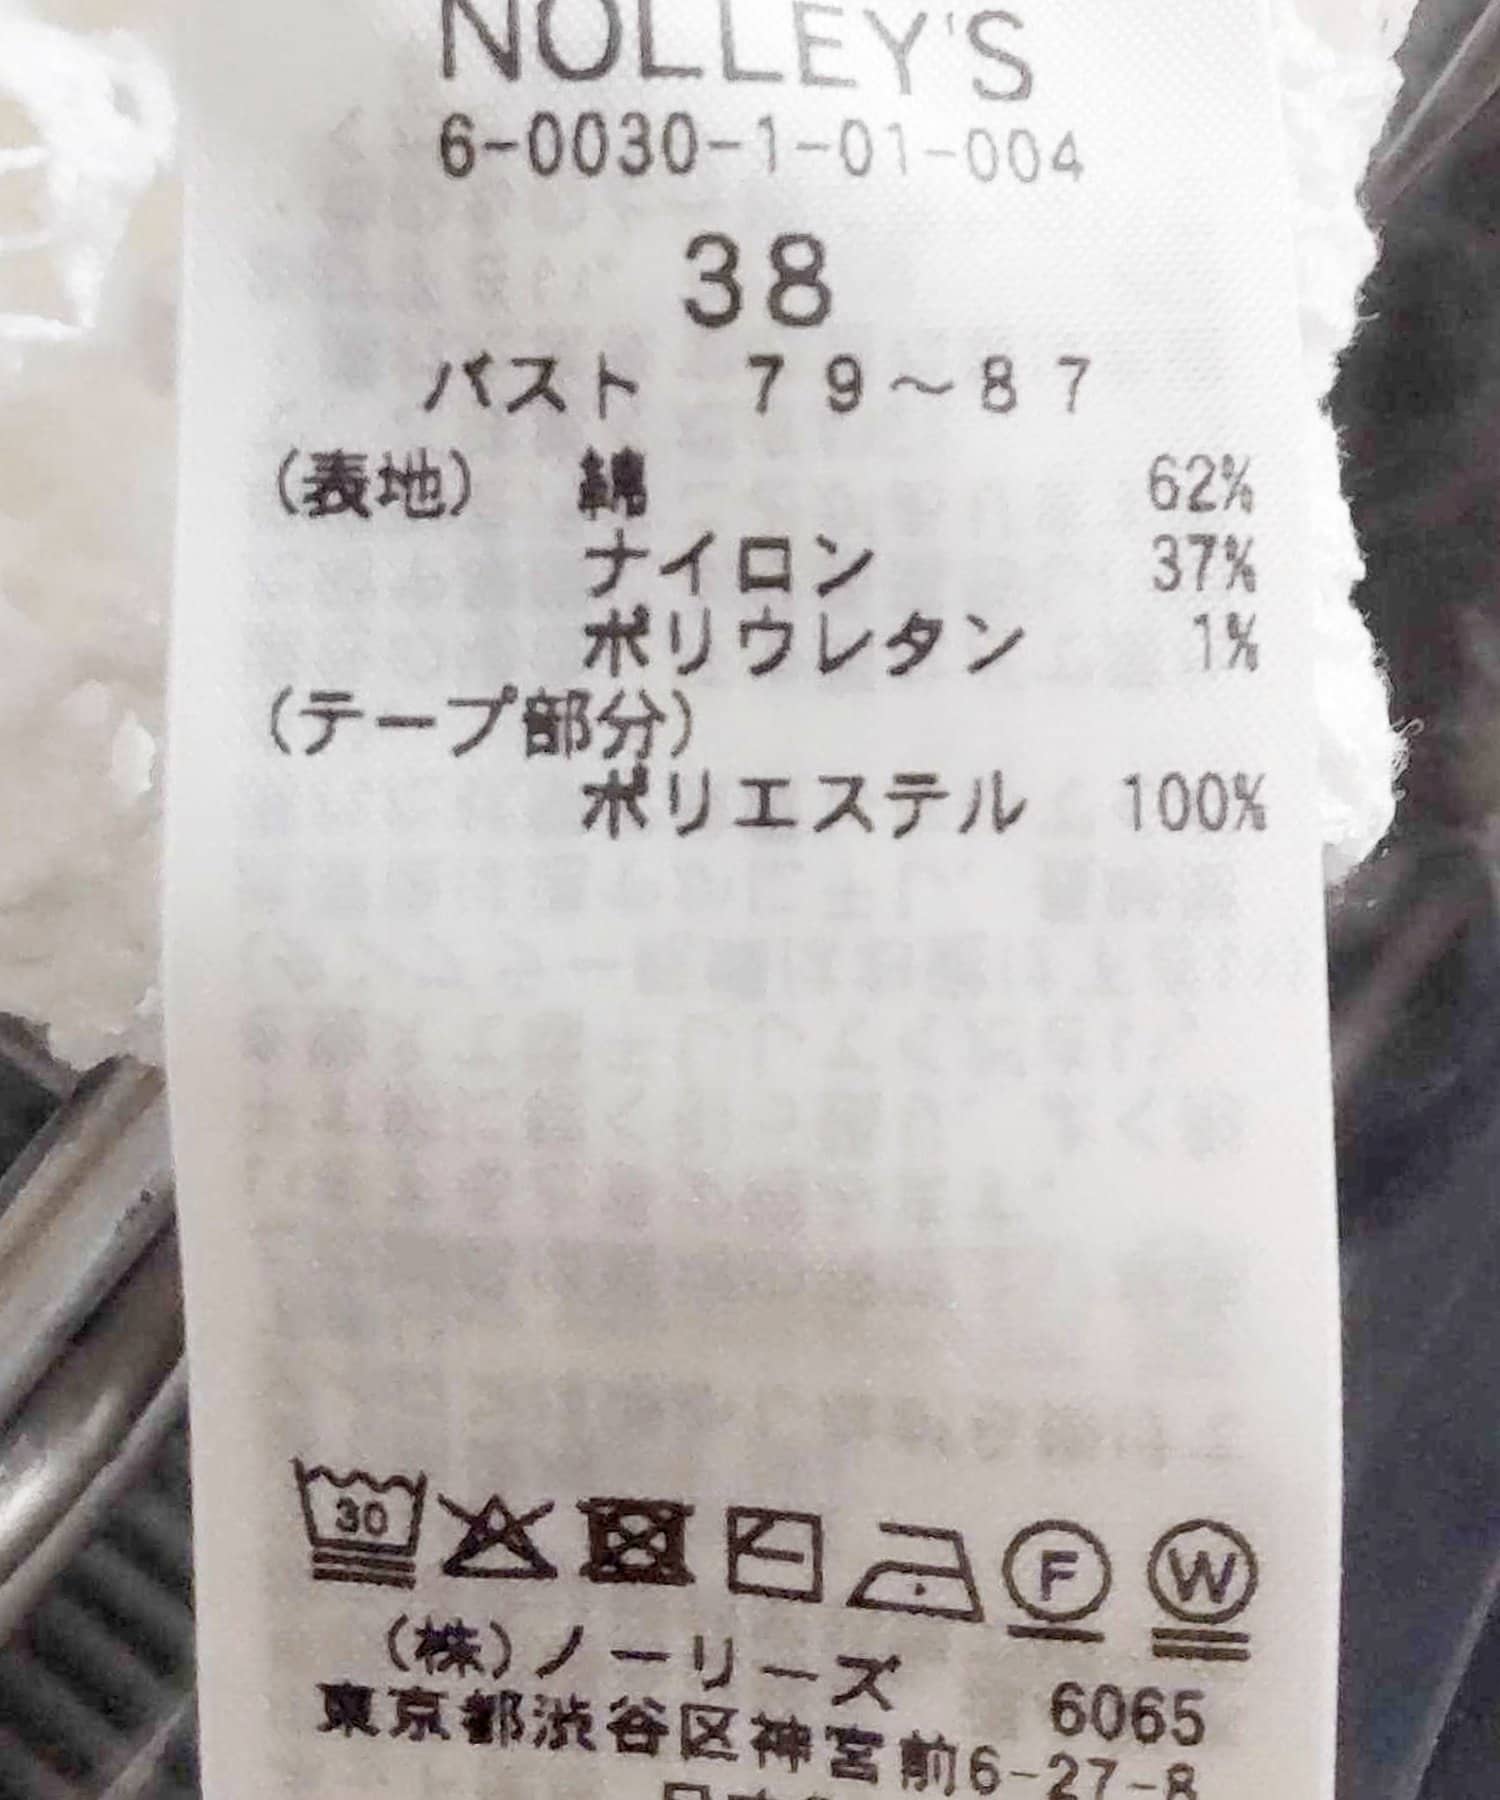 NOLLEY'S
6-0030-1-01-004
38
バスト 79～87
(表地) 綿 62%
ナイロン 37%
ポリウレタン 1%
(テープ部分)
ポリエステル 100%
30 F W
(株)ノーリーズ 6065
東京都渋谷区神宮前6-27-8